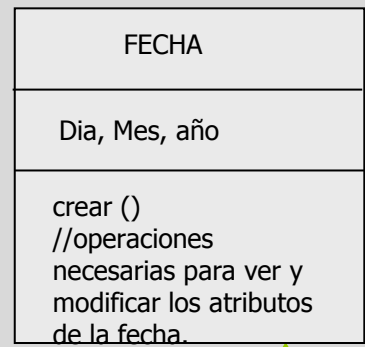 FECHA
Dia, Mes, año
crear ()
//operaciones
necesarias para ver y
modificar los atributos
de la fecha.